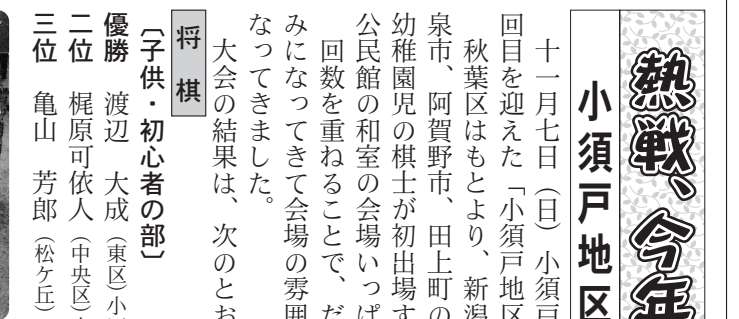 熱戦、今年
小須戸地区
十一月七日(日)小須戸
回目を迎えた「小須戸地区
秋葉区はもとより、新潟
泉市、阿賀野市、田上町の
幼稚園児の棋士が初出場す
公民館の和室の会場いっぱ
回数を重ねることで、だ
みになってきて会場の雰囲
なってきました。
大会の結果は、次のとお
将棋
〔子供・初心者の部〕
優勝 渡辺 大成(東区)小
二位 梶原可依人(中央区)
三位 亀山 芳郎(松ケ丘)